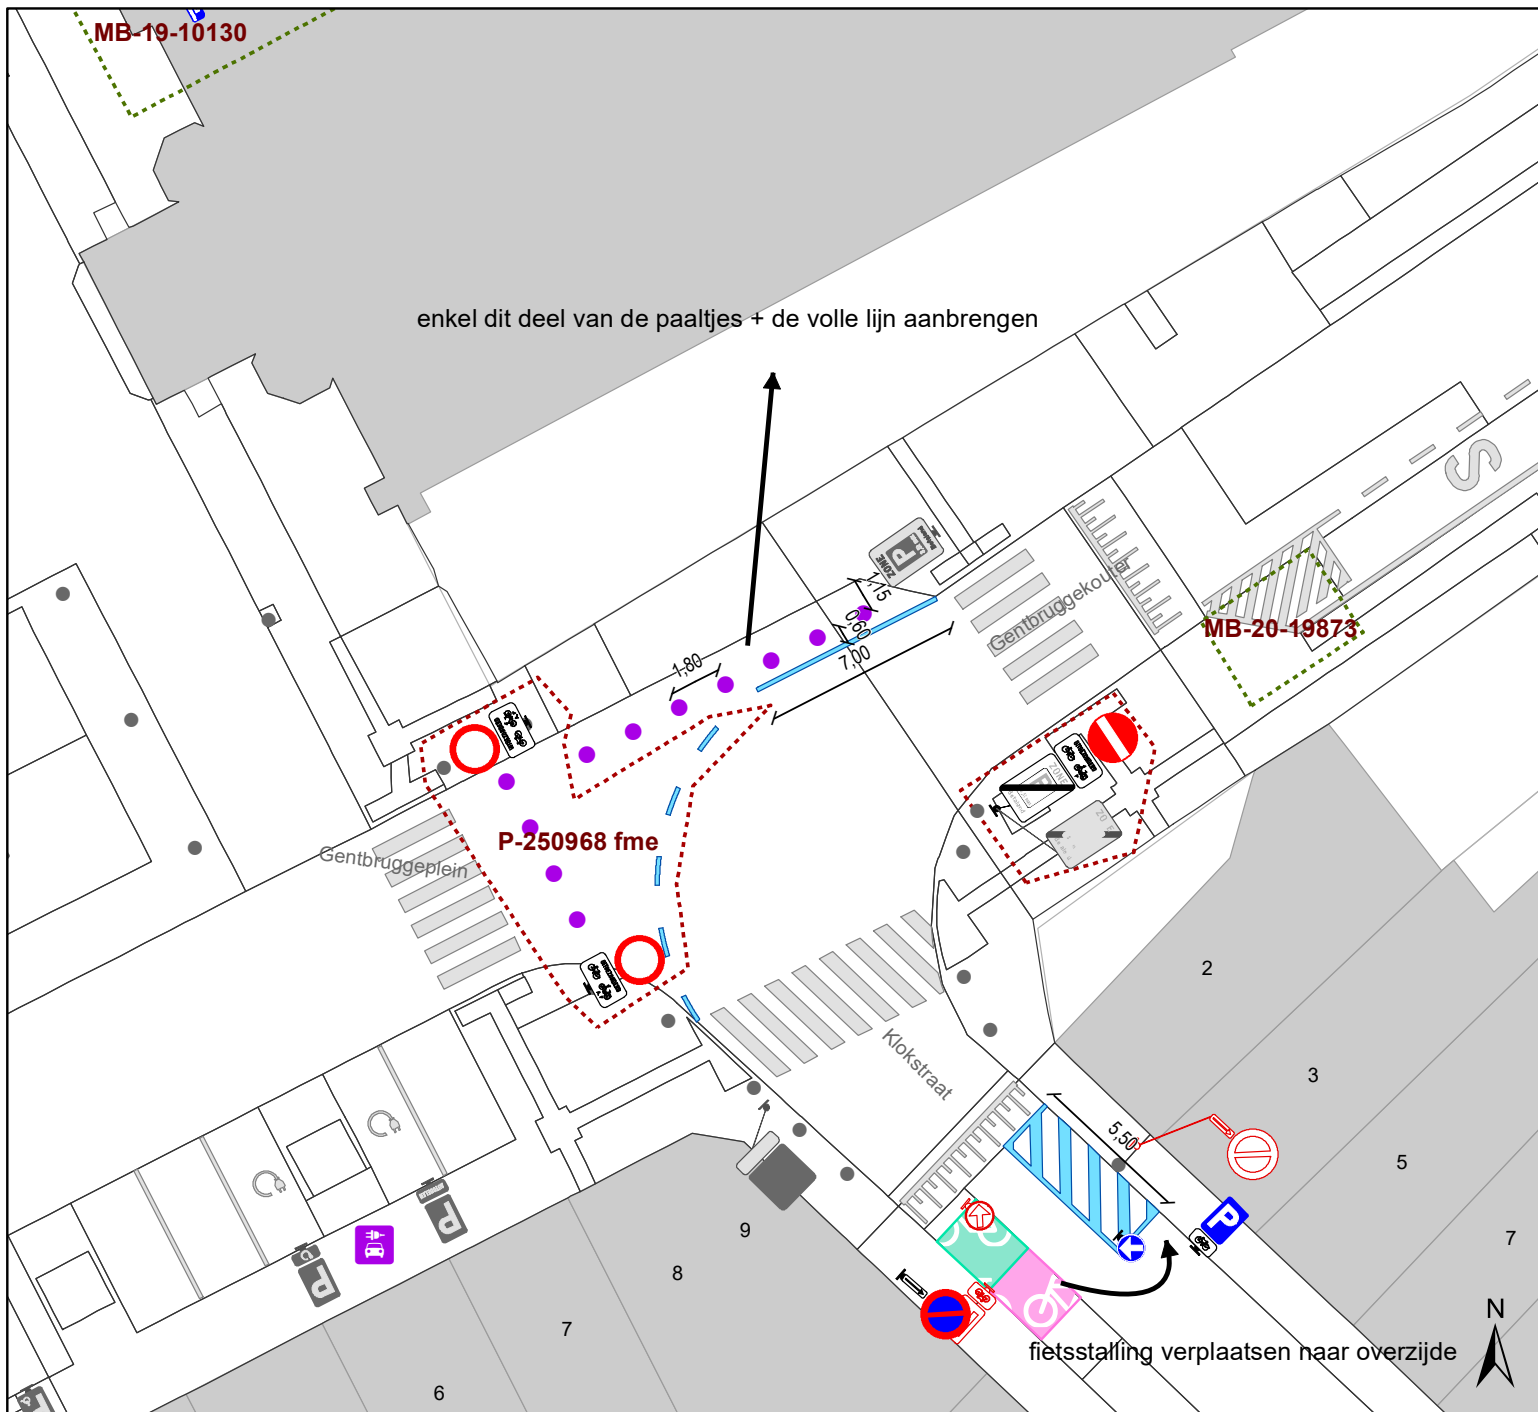 MB-19-10130
enkel dit deel van de paaltjes + de volle lijn aanbrengen
ZONE
P
1,15
0,60
7,00
1,80
Gentbruggekouter
S
MB-20-19873
ZONE
P-250968 fme
Gentbruggeplein
2
Klokstraat
3
5,50
5
P
P
9
7
P
8
7
fietsstalling verplaatsen naar overzijde
N
6